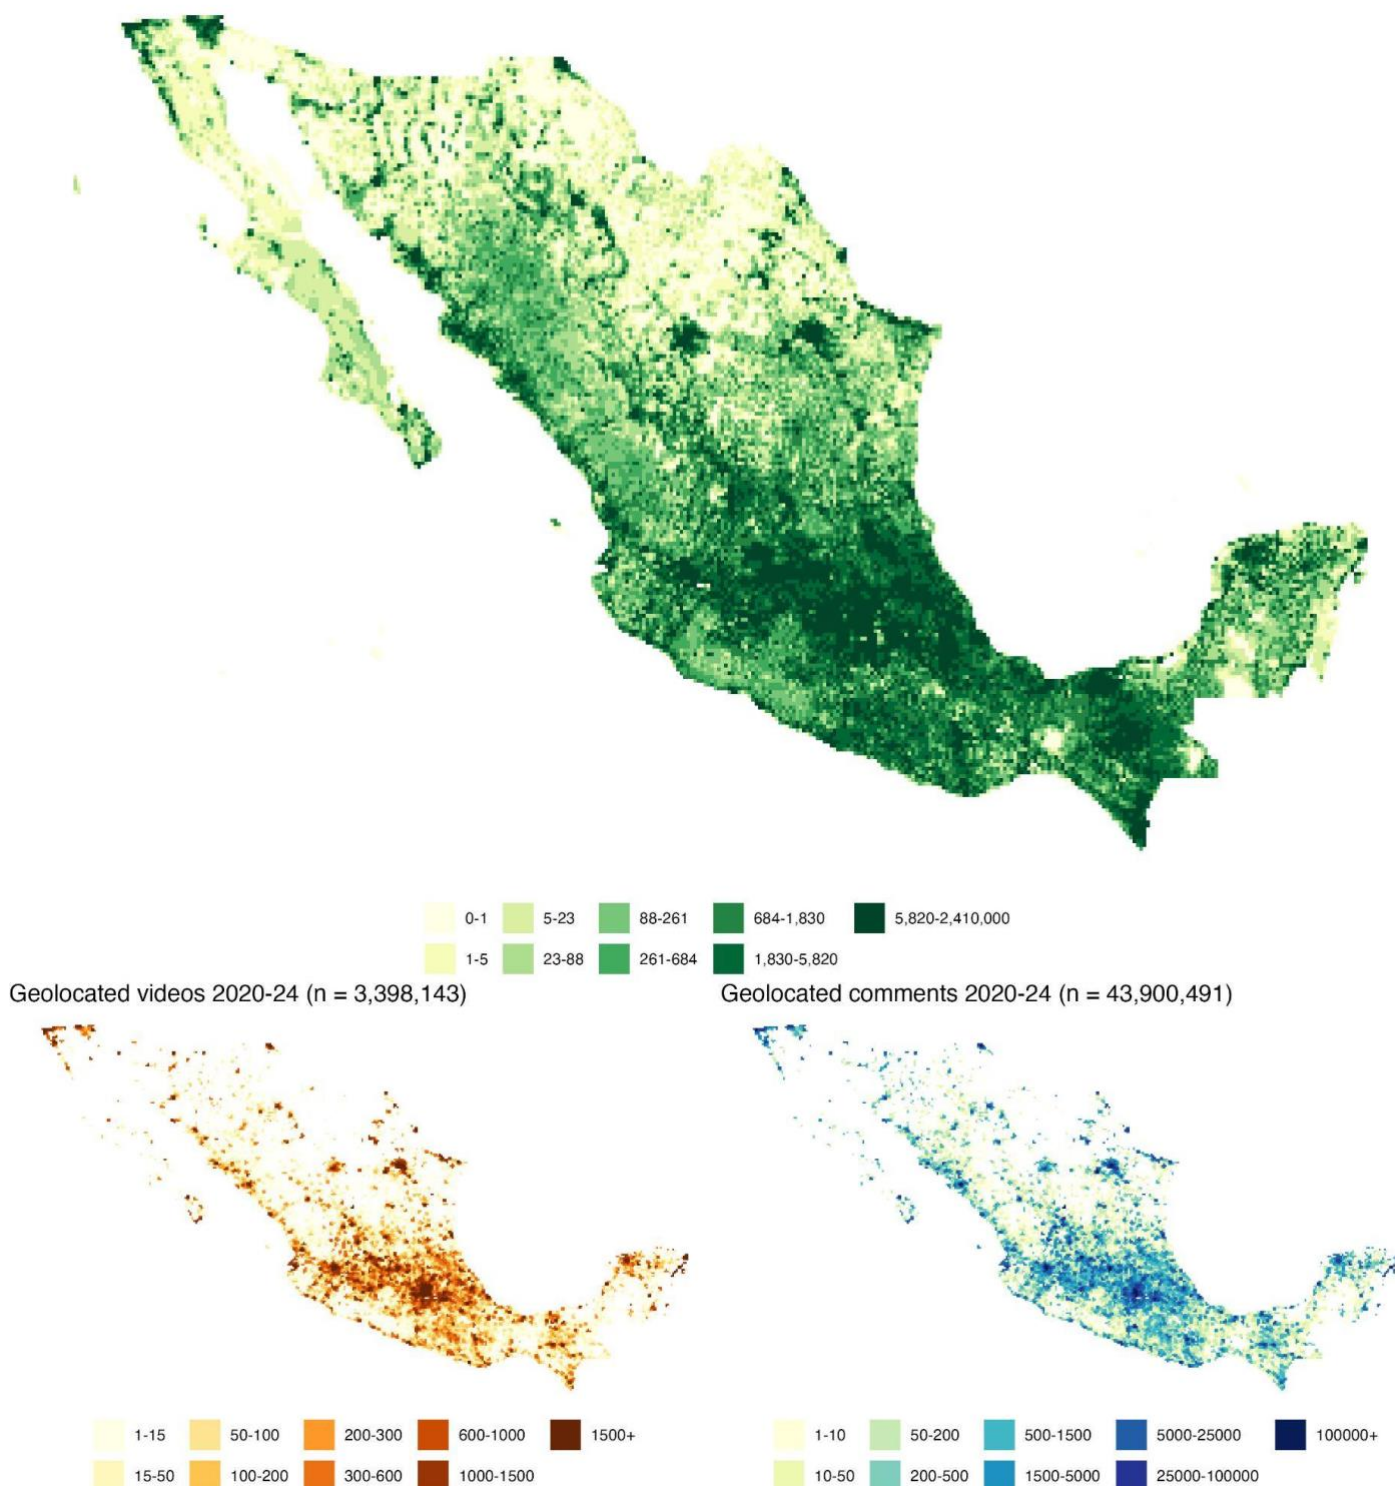 0-1 5-23 88-261 684-1,830 5,820-2,410,000
1-5 23-88 261-684 1,830-5,820
Geolocated videos 2020-24 (n = 3,398,143)
Geolocated comments 2020-24 (n = 43,900,491)
1-15 50-100 200-300 600-1000 1500+
15-50 100-200 300-600 1000-1500
1-10 50-200 500-1500 5000-25000 100000+
10-50 200-500 1500-5000 25000-100000